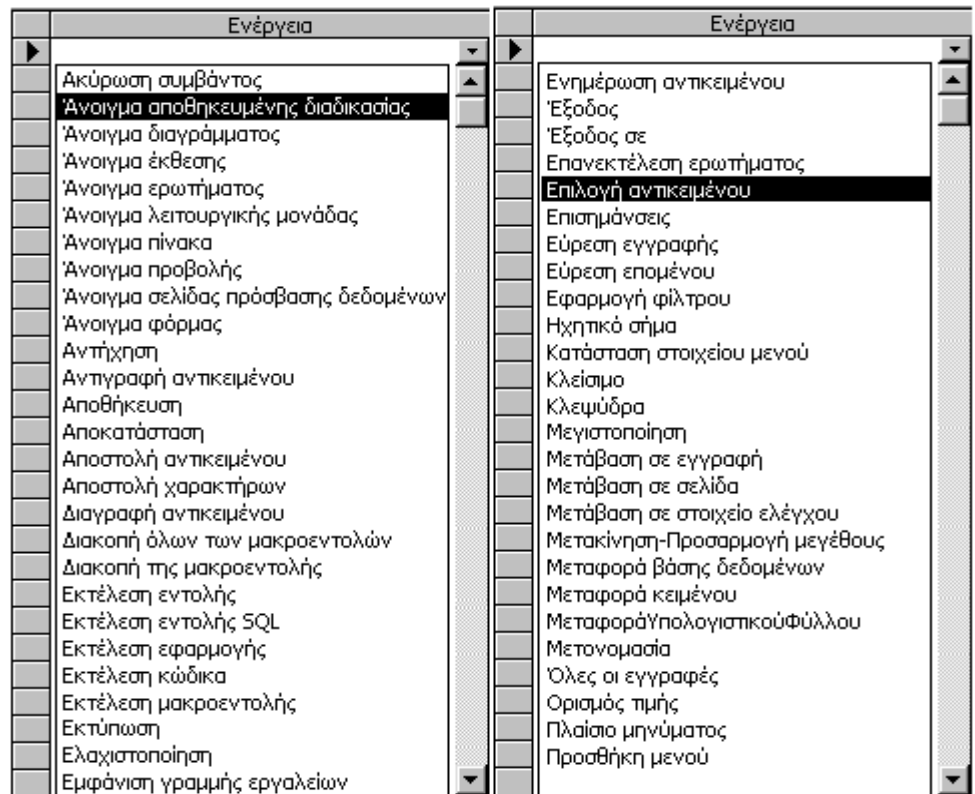 Ενέργεια
Ακύρωση συμβάντος
Άνοιγμα αποθηκευμένης διαδικασίας
Άνοιγμα διαγράμματος
Άνοιγμα έκθεσης
Άνοιγμα ερωτήματος
Άνοιγμα λειτουργικής μονάδας
Άνοιγμα πίνακα
Άνοιγμα προβολής
Άνοιγμα σελίδας πρόσβασης δεδομένων
Άνοιγμα φόρμας
Αντήχηση
Αντιγραφή αντικειμένου
Αποθήκευση
Αποκατάσταση
Αποστολή αντικειμένου
Αποστολή χαρακτήρων
Διαγραφή αντικειμένου
Διακοπή όλων των μακροεντολών
Διακοπή της μακροεντολής
Εκτέλεση εντολής
Εκτέλεση εντολής SQL
Εκτέλεση εφαρμογής
Εκτέλεση κώδικα
Εκτέλεση μακροεντολής
Εκτύπωση
Ελαχιστοποίηση
Εμφάνιση γραμμής εργαλείων
Ενέργεια
Ενημέρωση αντικειμένου
Έξοδος
Έξοδος σε
Επανεκτέλεση ερωτήματος
Επιλογή αντικειμένου
Επισημάνσεις
Εύρεση εγγραφής
Εύρεση επομένου
Εφαρμογή φίλτρου
Ηχητικό σήμα
Κατάσταση στοιχείου μενού
Κλείσιμο
Κλεψύδρα
Μεγιστοποίηση
Μετάβαση σε εγγραφή
Μετάβαση σε σελίδα
Μετάβαση σε στοιχείο ελέγχου
Μετακίνηση-Προσαρμογή μεγέθους
Μεταφορά βάσης δεδομένων
Μεταφορά κειμένου
ΜεταφοράΥπολογιστικούΦύλλου
Μετονομασία
Όλες οι εγγραφές
Ορισμός τιμής
Πλαίσιο μηνύματος
Προσθήκη μενού